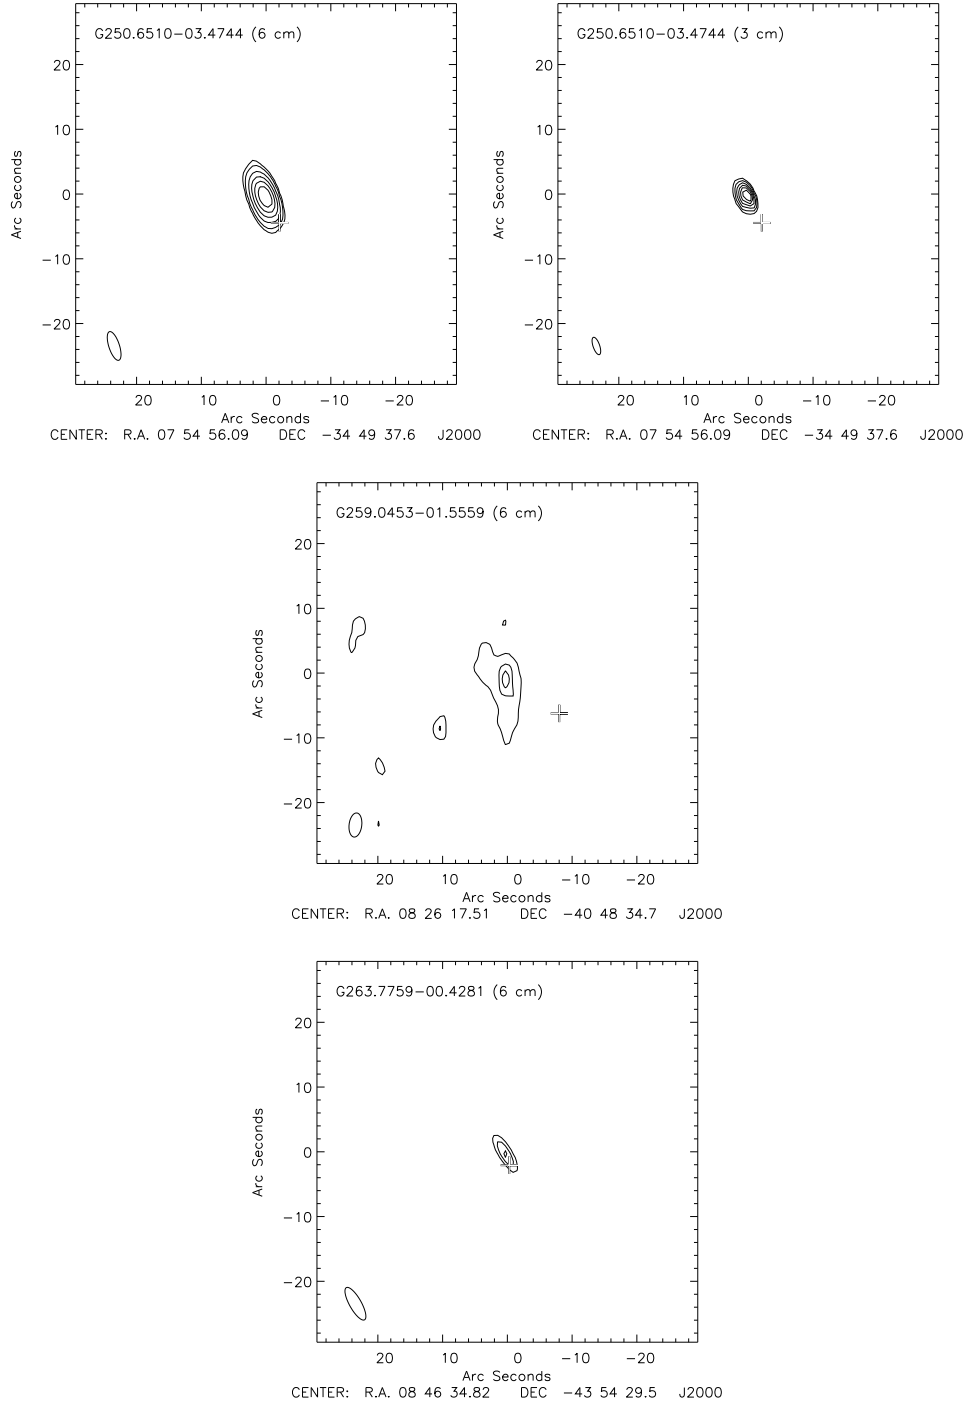 G250.6510−03.4744 (6 cm)
20
10
0
−10
−20
Arc Seconds
20 10 0 −10 −20
Arc Seconds
CENTER: R.A. 07 54 56.09 DEC −34 49 37.6 J2000
G250.6510−03.4744 (3 cm)
20
10
0
−10
−20
Arc Seconds
20 10 0 −10 −20
Arc Seconds
CENTER: R.A. 07 54 56.09 DEC −34 49 37.6 J2000
G259.0453−01.5559 (6 cm)
20
10
0
−10
−20
Arc Seconds
20 10 0 −10 −20
Arc Seconds
CENTER: R.A. 08 26 17.51 DEC −40 48 34.7 J2000
G263.7759−00.4281 (6 cm)
20
10
0
−10
−20
Arc Seconds
20 10 0 −10 −20
Arc Seconds
CENTER: R.A. 08 46 34.82 DEC −43 54 29.5 J2000